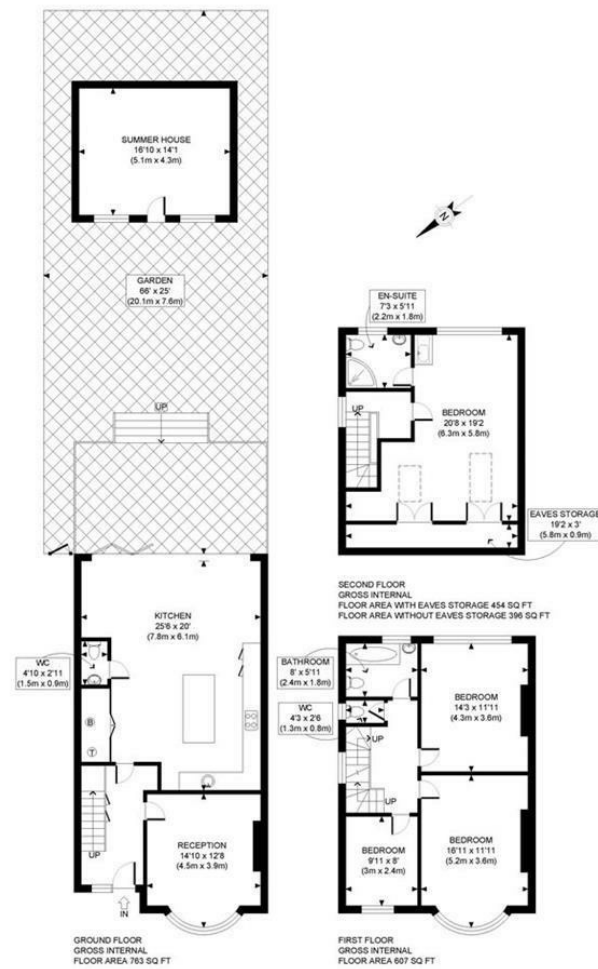 SUMMER HOUSE
16'10 x 14'1
(5.1m x 4.3m)
N
GARDEN
66' x 25'
(20.1m x 7.6m)
UP
EN-SUITE
7'3 x 5'11
(2.2m x 1.8m)
UP
BEDROOM
20'8 x 19'2
(6.3m x 5.8m)
EAVES STORAGE
19'2 x 3'
(5.8m x 0.9m)
SECOND FLOOR
GROSS INTERNAL
FLOOR AREA WITH EAVES STORAGE 454 SQ FT
FLOOR AREA WITHOUT EAVES STORAGE 396 SQ FT
KITCHEN
25'6 x 20'
(7.8m x 6.1m)
WC
4'10 x 2'11
(1.5m x 0.9m)
B
T
UP
RECEPTION
14'10 x 12'8
(4.5m x 3.9m)
IN
GROUND FLOOR
GROSS INTERNAL
FLOOR AREA 763 SQ FT
BATHROOM
8' x 5'11
(2.4m x 1.8m)
WC
4'3 x 2'6
(1.3m x 0.8m)
UP
UP
BEDROOM
14'3 x 11'11
(4.3m x 3.6m)
BEDROOM
9'11 x 8'
(3m x 2.4m)
BEDROOM
16'11 x 11'11
(5.2m x 3.6m)
FIRST FLOOR
GROSS INTERNAL
FLOOR AREA 607 SQ FT